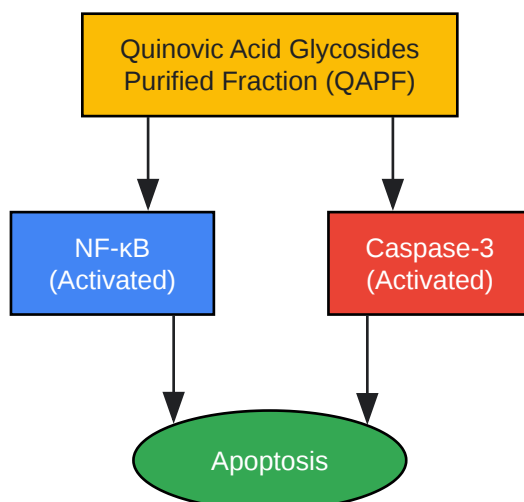 Quinovic Acid Glycosides
Purified Fraction (QAPF)
NF-κB
(Activated)
Caspase-3
(Activated)
Apoptosis